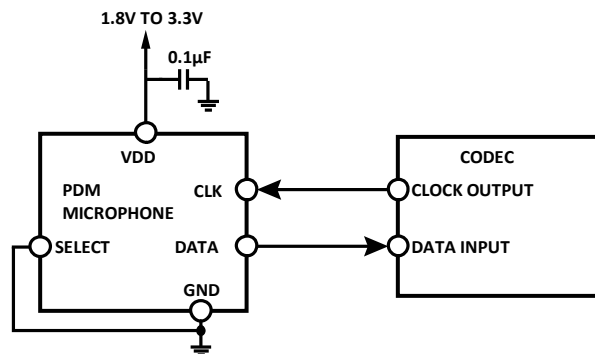 1.8V TO 3.3V
0.1µF
VDD
CODEC
PDM
MICROPHONE
CLK
CLOCK OUTPUT
SELECT
DATA
DATA INPUT
GND